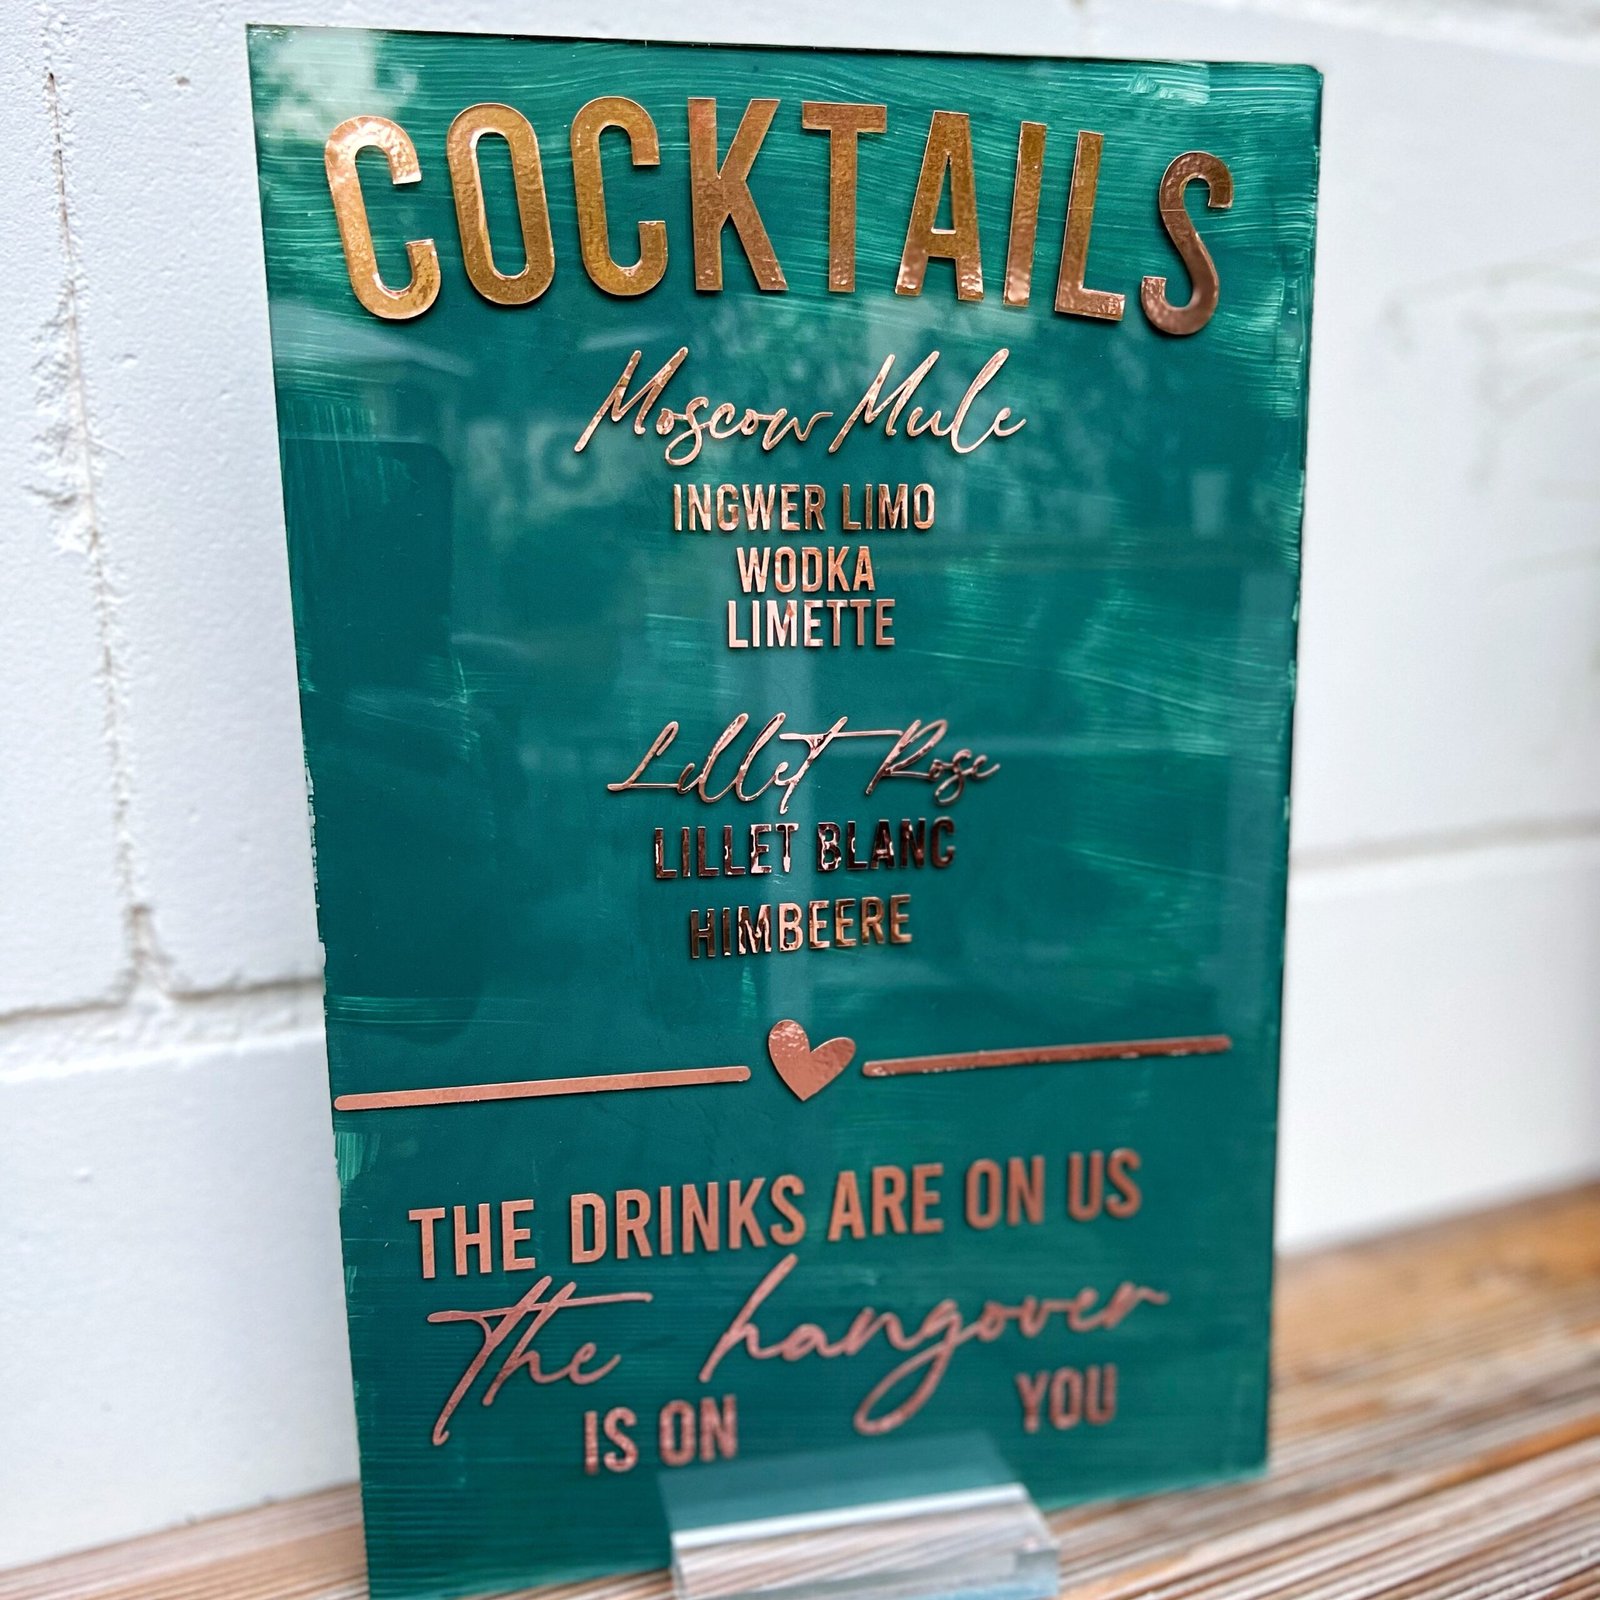 COCKTAILS
Moscow Mule
INGWER LIMO
WODKA
LIMETTE
Lillet Rose
LILLET BLANC
HIMBEERE
THE DRINKS ARE ON US
the hangover
IS ON YOU